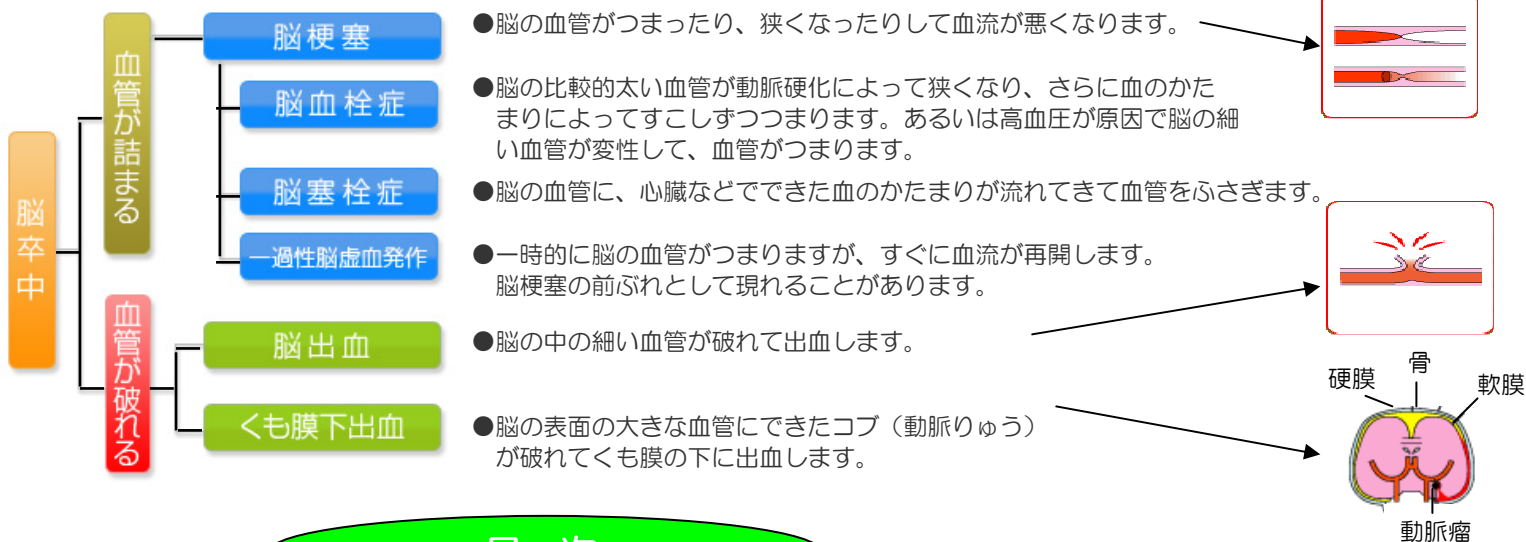 脳卒中
血管が詰まる
脳梗塞
●脳の血管がつまったり、狭くなったりして血流が悪くなります。
脳血栓症
●脳の比較的太い血管が動脈硬化によって狭くなり、さらに血のかた
まりによってすこしずつつまります。あるいは高血圧が原因で脳の細
い血管が変性して、血管がつまります。
脳塞栓症
●脳の血管に、心臓などでできた血のかたまりが流れてきて血管をふさぎます。
一過性脳虚血発作
●一時的に脳の血管がつまりますが、すぐに血流が再開します。
脳梗塞の前ぶれとして現れることがあります。
血管が破れる
脳出血
●脳の中の細い血管が破れて出血します。
くも膜下出血
●脳の表面の大きな血管にできたコブ（動脈りゅう）
が破れてくも膜の下に出血します。
骨
硬膜
軟膜
動脈瘤